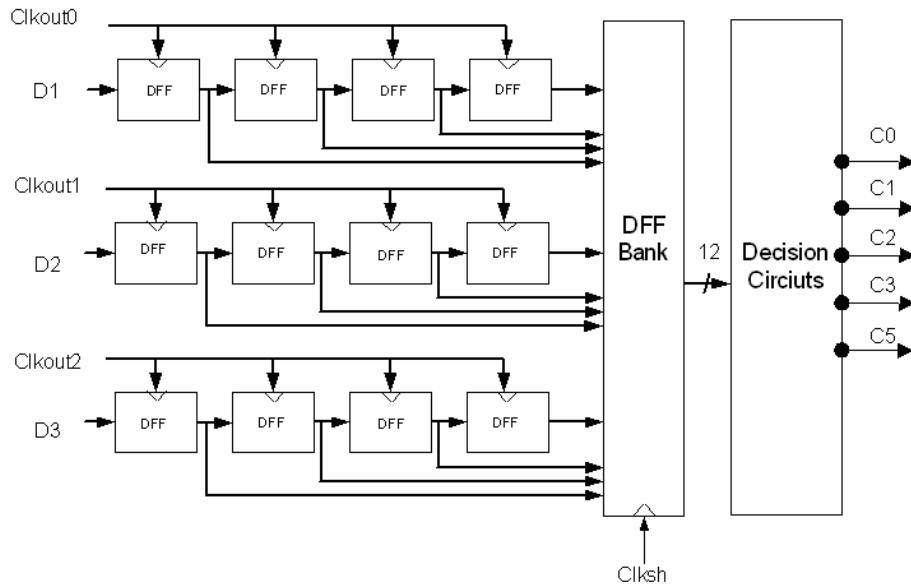 Clkout0
D1
DFF
DFF
DFF
DFF
Clkout1
D2
DFF
DFF
DFF
DFF
Clkout2
D3
DFF
DFF
DFF
DFF
DFF
Bank
Clksh
12
Decision
Circiuts
C0
C1
C2
C3
C5